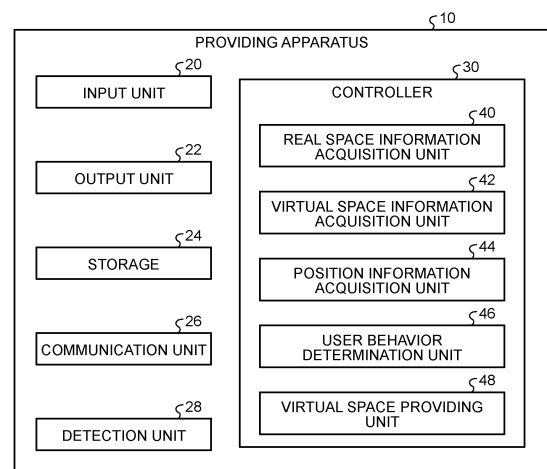 10
PROVIDING APPARATUS
20
INPUT UNIT
22
OUTPUT UNIT
24
STORAGE
26
COMMUNICATION UNIT
28
DETECTION UNIT
30
CONTROLLER
40
REAL SPACE INFORMATION
ACQUISITION UNIT
42
VIRTUAL SPACE INFORMATION
ACQUISITION UNIT
44
POSITION INFORMATION
ACQUISITION UNIT
46
USER BEHAVIOR
DETERMINATION UNIT
48
VIRTUAL SPACE PROVIDING
UNIT